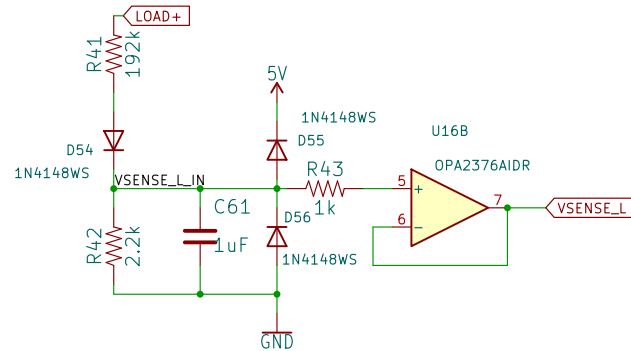 LOAD+
R41
192k
5V
1N4148WS
D54
D55
1N4148WS
VSENSE_L_IN
R43
1k
U16B
OPA2376AIDR
5
+
6
-
7
VSENSE_L
C61
1uF
D56
1N4148WS
R42
2.2k
GND